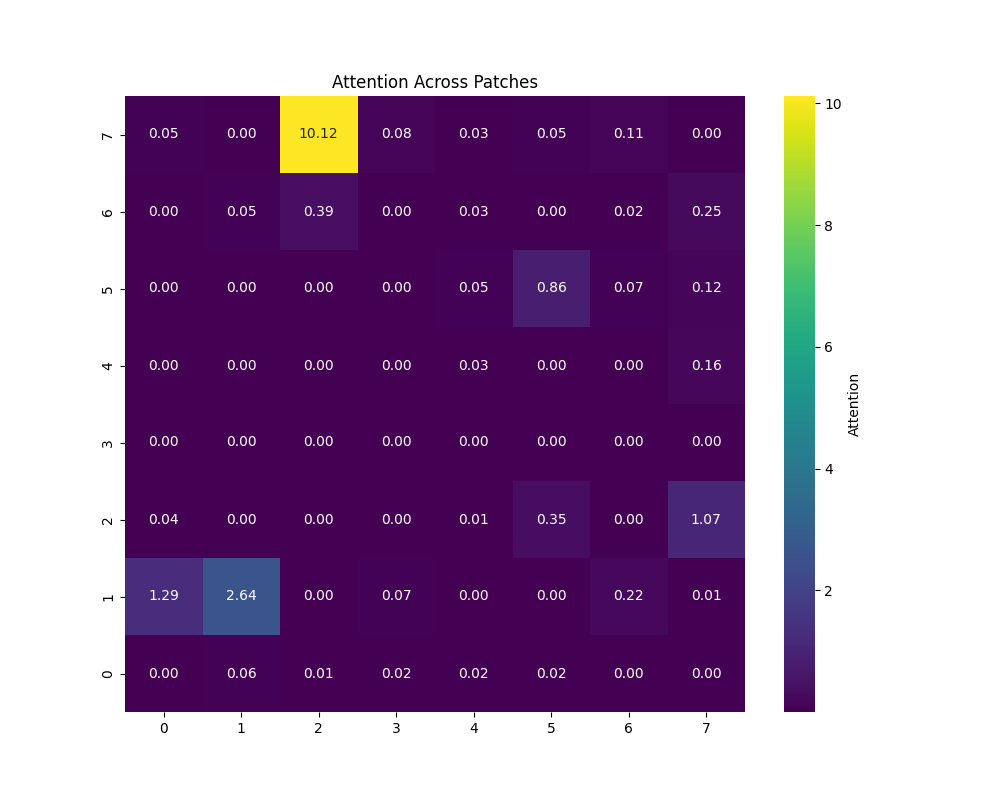 Attention Across Patches
7 0.05 0.00 10.12 0.08 0.03 0.05 0.11 0.00
6 0.00 0.05 0.39 0.00 0.03 0.00 0.02 0.25
5 0.00 0.00 0.00 0.00 0.05 0.86 0.07 0.12
4 0.00 0.00 0.00 0.00 0.03 0.00 0.00 0.16
3 0.00 0.00 0.00 0.00 0.00 0.00 0.00 0.00
2 0.04 0.00 0.00 0.00 0.01 0.35 0.00 1.07
1 1.29 2.64 0.00 0.07 0.00 0.00 0.22 0.01
0 0.00 0.06 0.01 0.02 0.02 0.02 0.00 0.00
0 1 2 3 4 5 6 7
10
8
6
4
2
Attention